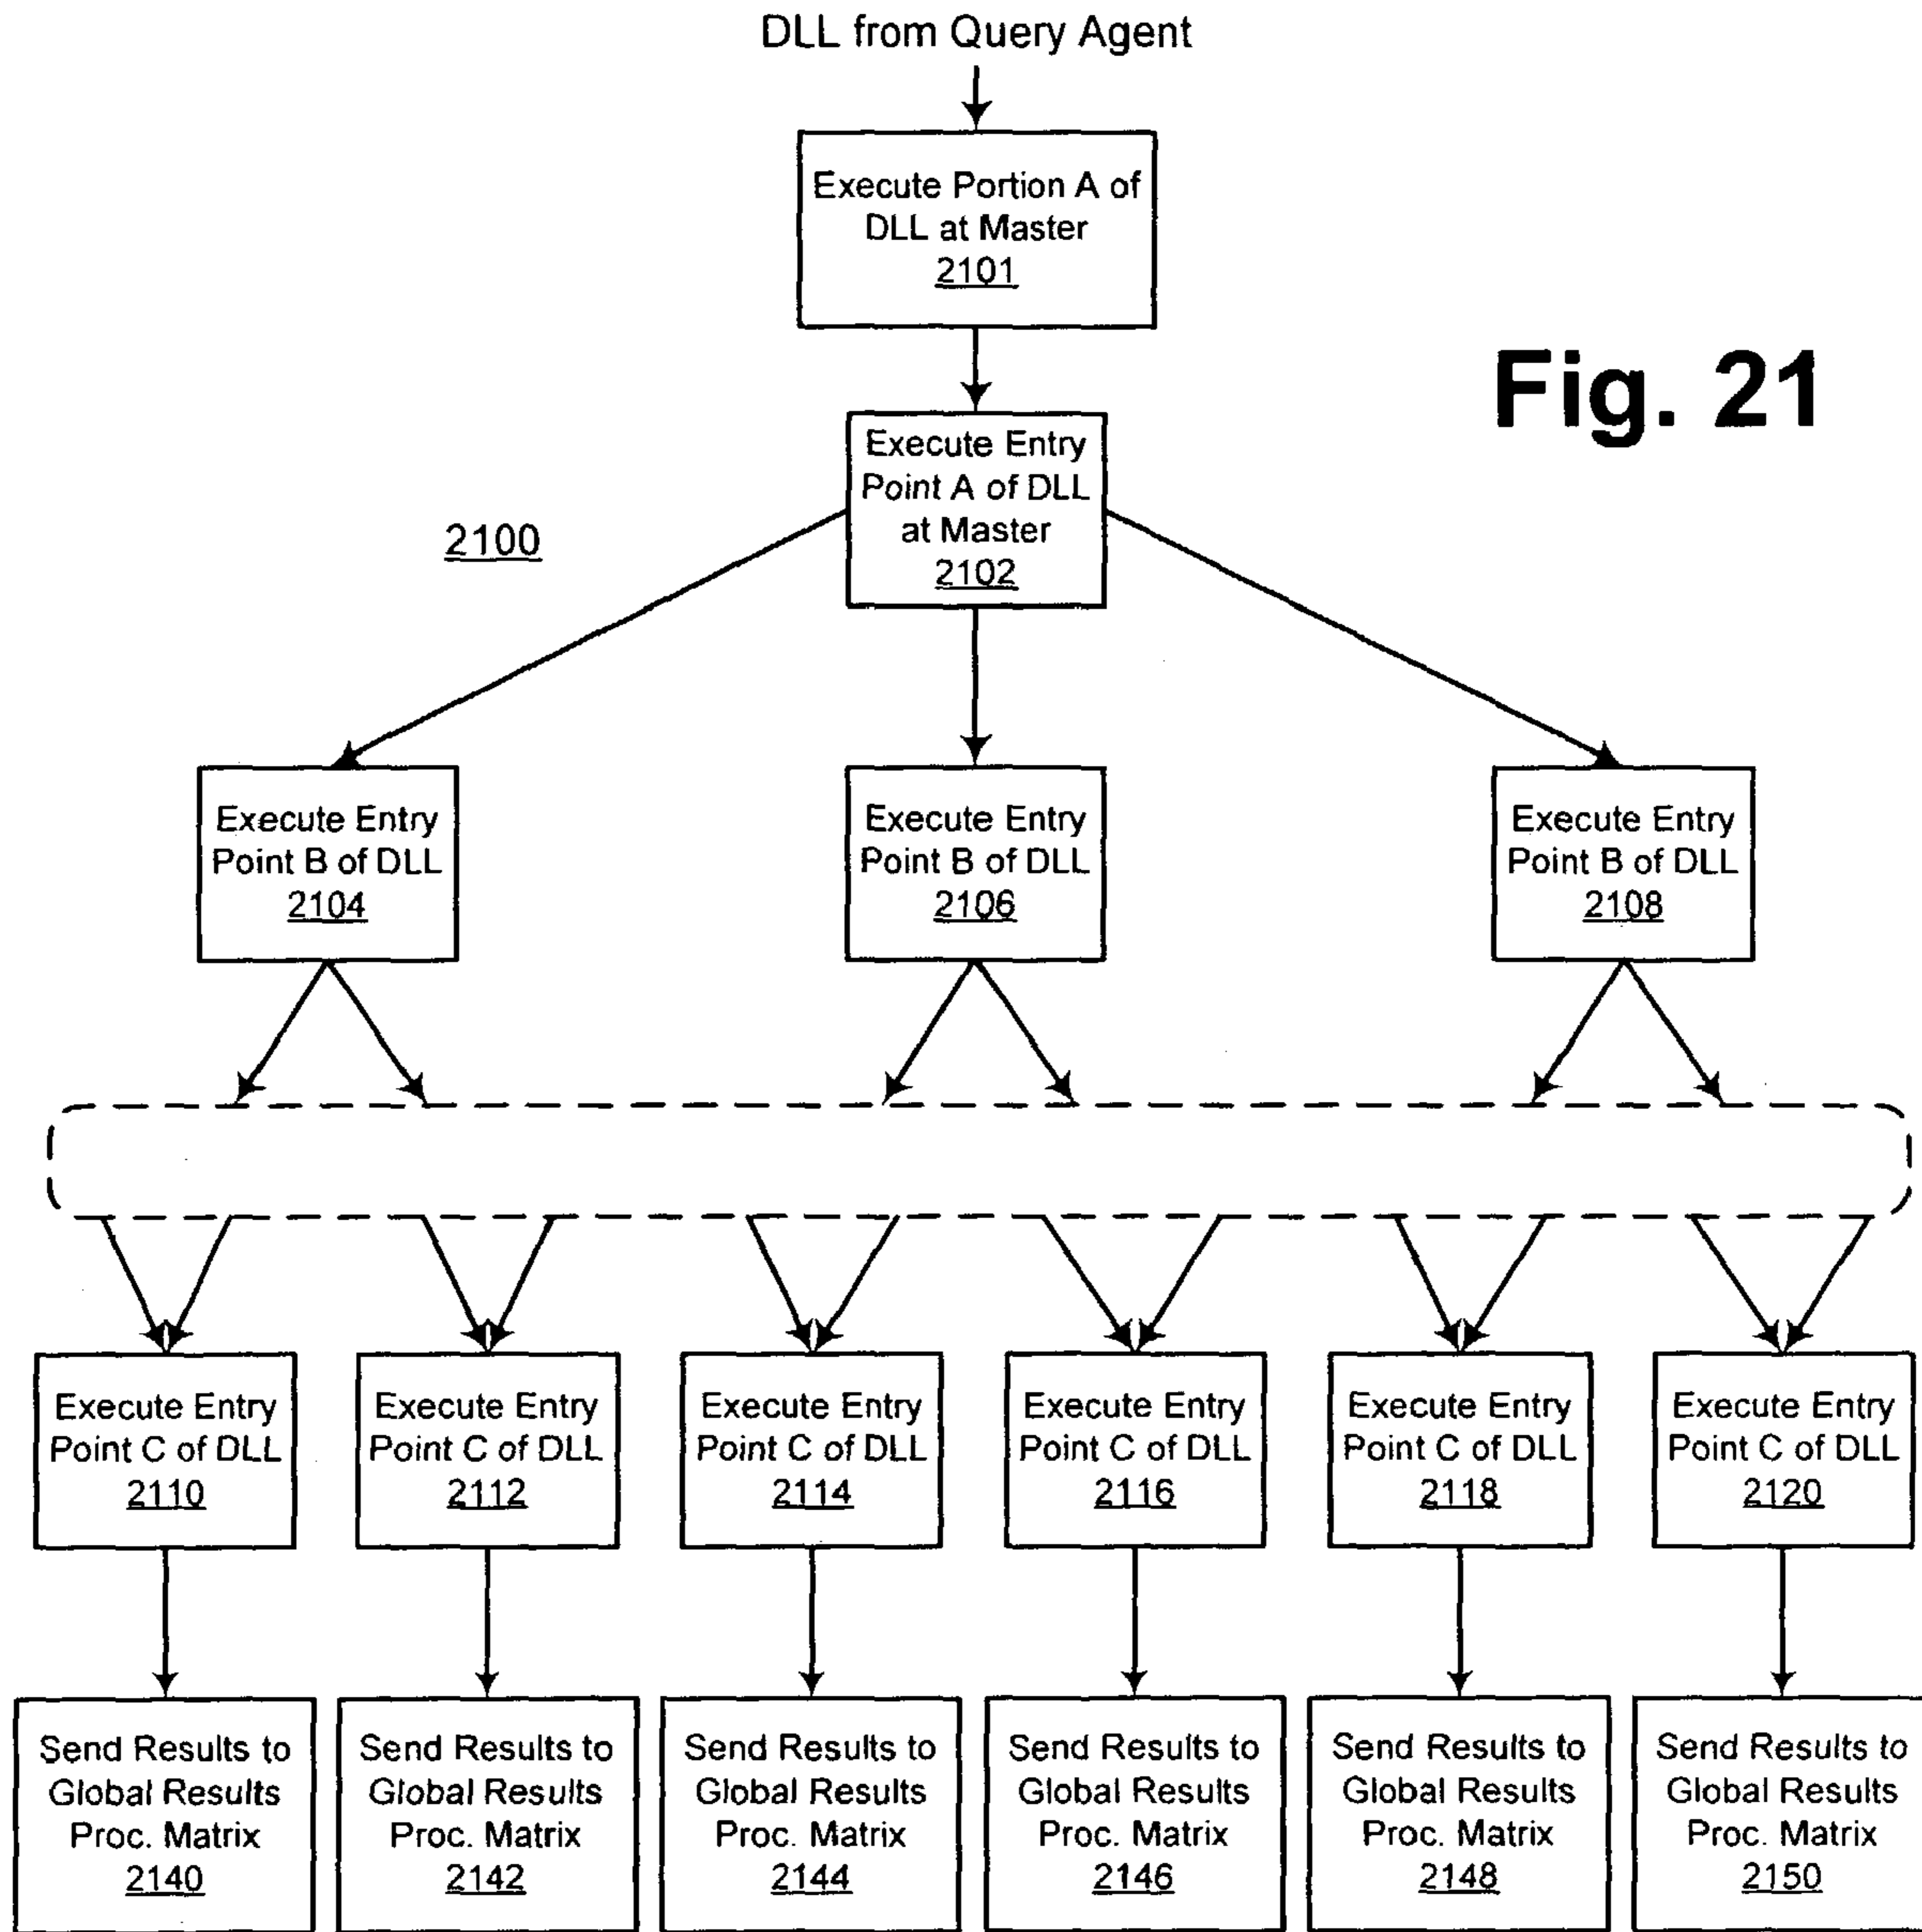 DLL from Query Agent
Execute Portion A of
DLL at Master
2101
Fig. 21
Execute Entry
Point A of DLL
at Master
2102
2100
Execute Entry
Point B of DLL
2104
Execute Entry
Point B of DLL
2106
Execute Entry
Point B of DLL
2108
Execute Entry
Point C of DLL
2110
Execute Entry
Point C of DLL
2112
Execute Entry
Point C of DLL
2114
Execute Entry
Point C of DLL
2116
Execute Entry
Point C of DLL
2118
Execute Entry
Point C of DLL
2120
Send Results to
Global Results
Proc. Matrix
2140
Send Results to
Global Results
Proc. Matrix
2142
Send Results to
Global Results
Proc. Matrix
2144
Send Results to
Global Results
Proc. Matrix
2146
Send Results to
Global Results
Proc. Matrix
2148
Send Results to
Global Results
Proc. Matrix
2150